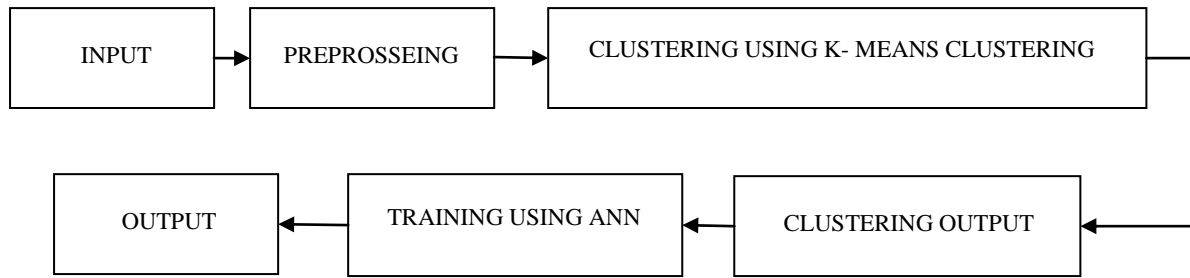 INPUT
PREPROSSEING
CLUSTERING USING K- MEANS CLUSTERING
OUTPUT
TRAINING USING ANN
CLUSTERING OUTPUT